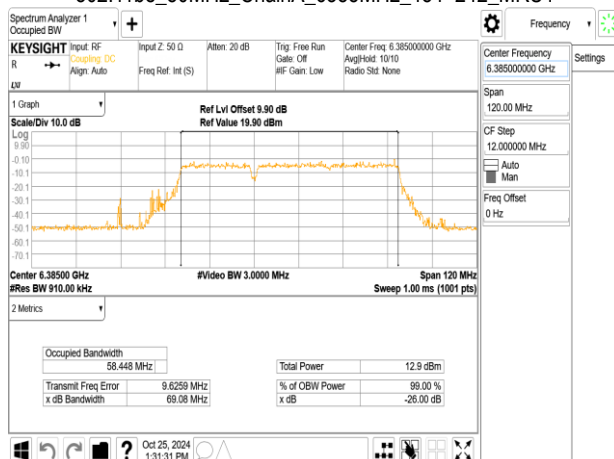 Spectrum Analyzer 1
Occupied BW
KEYSIGHT
R
LXI
Input: RF
Coupling: DC
Align: Auto
Input Z: 50 Ω
Freq Ref: Int (S)
Atten: 20 dB
Trig: Free Run
Gate: Off
#IF Gain: Low
Center Freq: 6.385000000 GHz
Avg|Hold: 10/10
Radio Std: None
1 Graph
Scale/Div 10.0 dB
Ref Lvl Offset 9.90 dB
Ref Value 19.90 dBm
Log
9.90
-0.10
-10.1
-20.1
-30.1
-40.1
-50.1
-60.1
-70.1
Center 6.38500 GHz
#Res BW 910.00 kHz
#Video BW 3.0000 MHz
Span 120 MHz
Sweep 1.00 ms (1001 pts)
2 Metrics
Occupied Bandwidth
58.448 MHz
Transmit Freq Error 9.6259 MHz
x dB Bandwidth 69.08 MHz
Total Power 12.9 dBm
% of OBW Power 99.00 %
x dB -26.00 dB
Oct 25, 2024
1:31:31 PM
Frequency
Settings
Center Frequency
6.385000000 GHz
Span
120.00 MHz
CF Step
12.000000 MHz
Auto
Man
Freq Offset
0 Hz